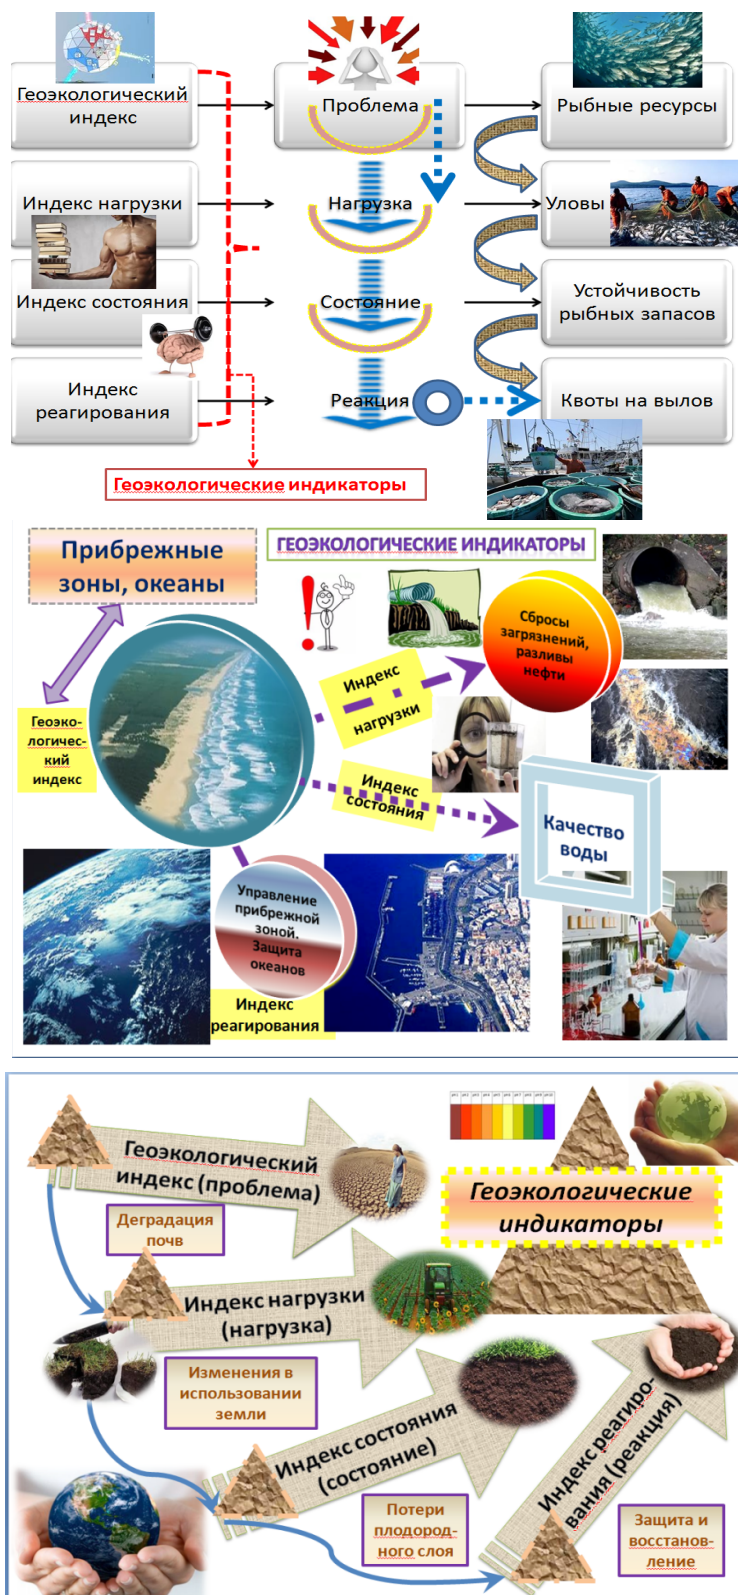 Геоэкологический
индекс
Проблема
Рыбные ресурсы
Индекс нагрузки
Нагрузка
Уловы
Индекс состояния
Состояние
Устойчивость
рыбных запасов
Индекс
реагирования
Реакция
Квоты на вылов
Геоэкологические индикаторы
Прибрежные
зоны, океаны
ГЕОЭКОЛОГИЧЕСКИЕ ИНДИКАТОРЫ
Сбросы
загрязнений,
разливы
нефти
Индекс
нагрузки
Геоэко-
логичес-
кий
индекс
Индекс
состояния
Качество
воды
Управление
прибрежной
зоной.
Защита
океанов
Индекс
реагирования
Геоэкологический
индекс (проблема)
Геоэкологические
индикаторы
Деградация
почв
Индекс нагрузки
(нагрузка)
Изменения в
использовании
земли
Индекс состояния
(состояние)
Индекс реагиро-
вания (реакция)
Потери
плодород-
ного слоя
Защита и
восстанов-
ление